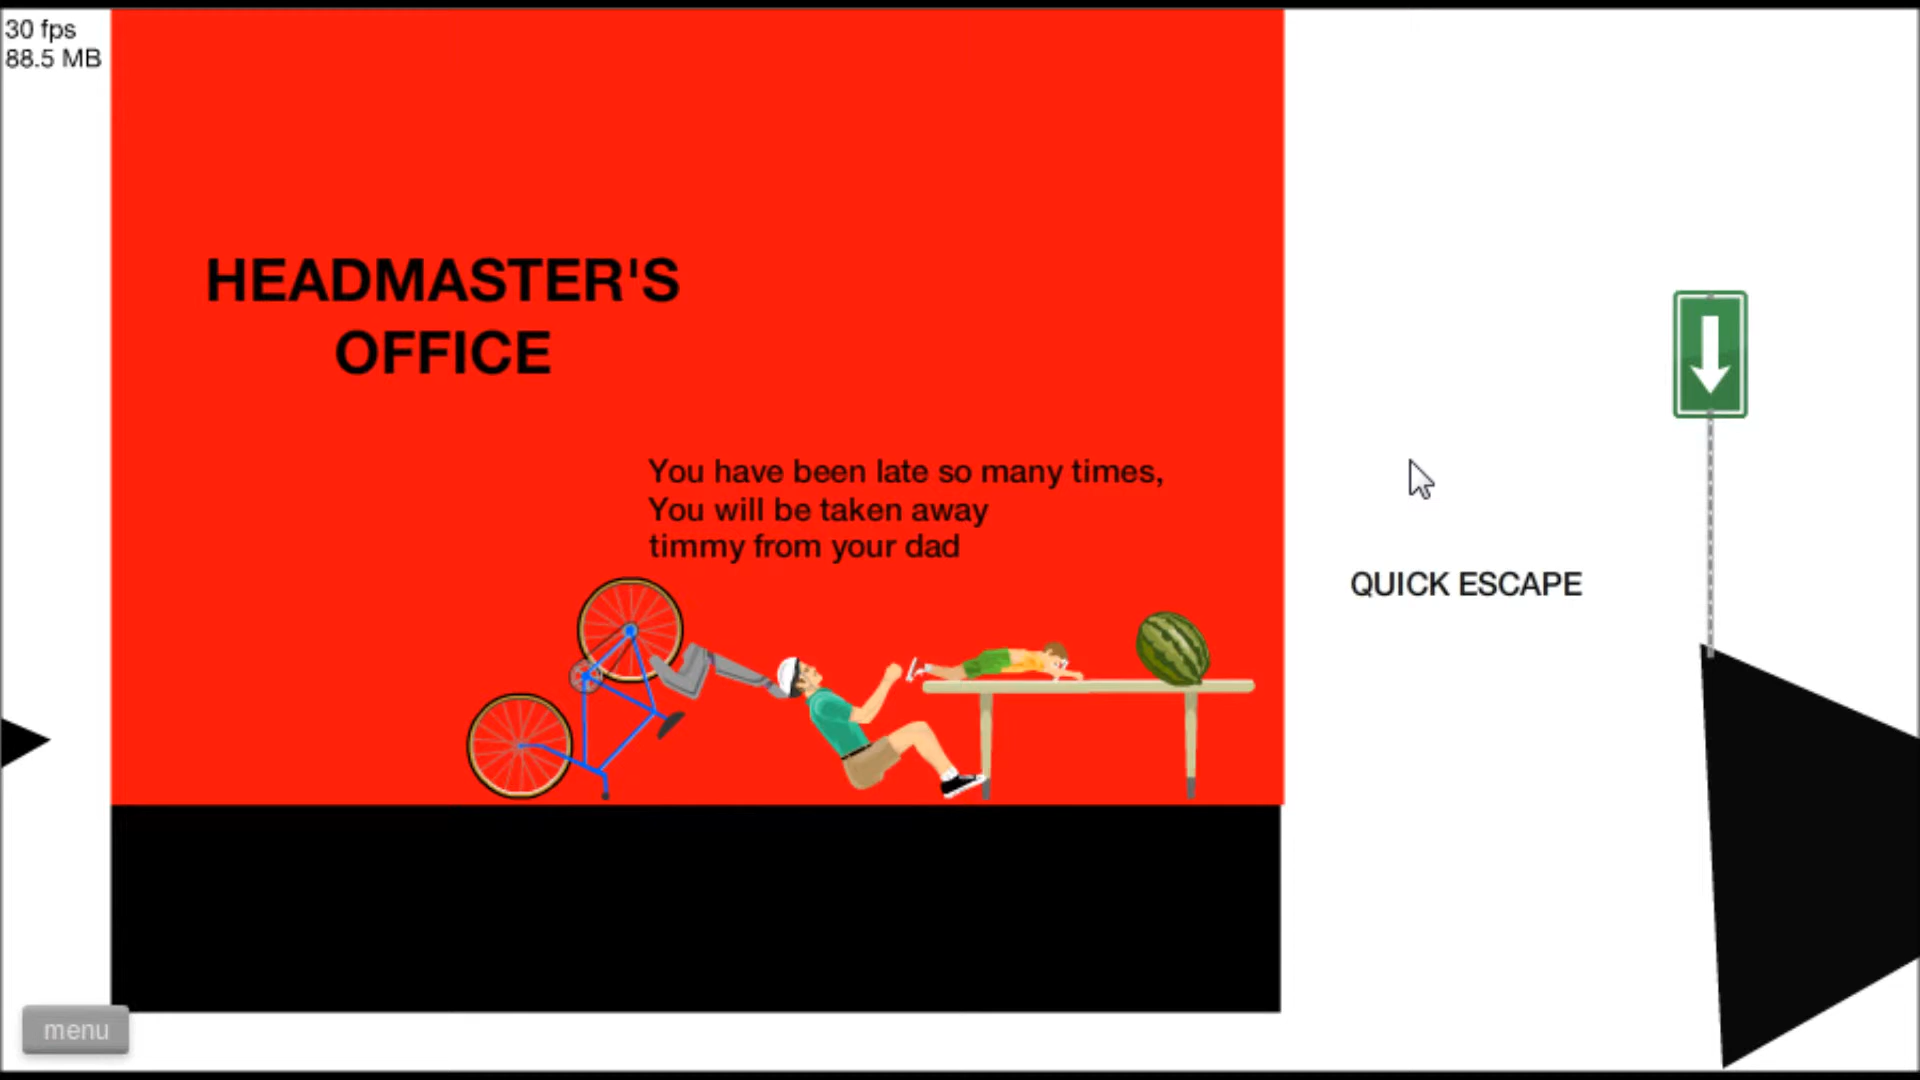 30 fps
88.5 MB
HEADMASTER'S
OFFICE
You have been late so many times,
You will be taken away
timmy from your dad
QUICK ESCAPE
menu